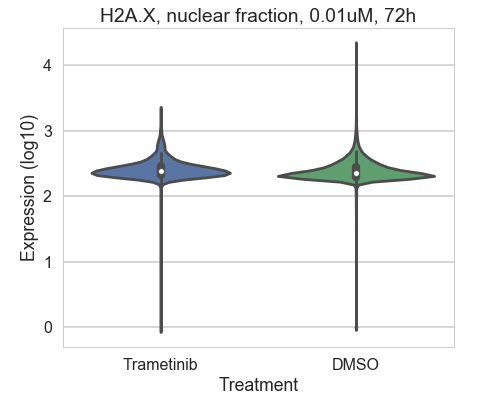 H2A.X, nuclear fraction, 0.01uM, 72h
Expression (log10)
4
3
2
1
0
Trametinib DMSO
Treatment